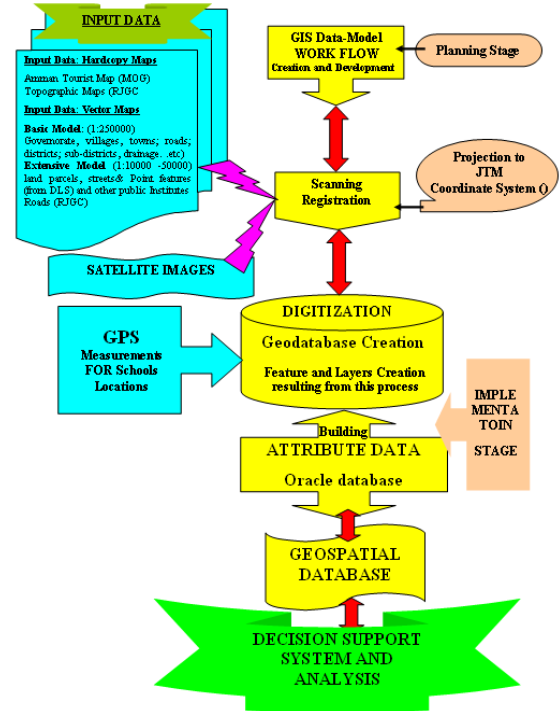 INPUT DATA
Input Data: Hardcopy Maps
Amman Tourist Map (MOG)
Topographic Maps (RJGC
Input Data: Vector Maps
Basic Model: (1:250000)
Governorate, villages, towns; roads;
districts; sub-districts, drainage. .etc)
Extensive Model (1:10000 -50000)
land parcels, streets& Point features
(from DLS) and other public Institutes
Roads (RJGC)
SATELLITE IMAGES
GPS
Measurements
FOR Schools
Locations
GIS Data-Model
WORK FLOW
Creation and Development
Planning Stage
Scanning
Registration
Projection to
JTM
Coordinate System ()
DIGITIZATION
Geodatabase Creation
Feature and Layers Creation
resulting from this process
Building
ATTRIBUTE DATA
Oracle database
IMPLE
MENTA
TOIN
STAGE
GEOSPATIAL
DATABASE
DECISION SUPPORT
SYSTEM AND
ANALYSIS